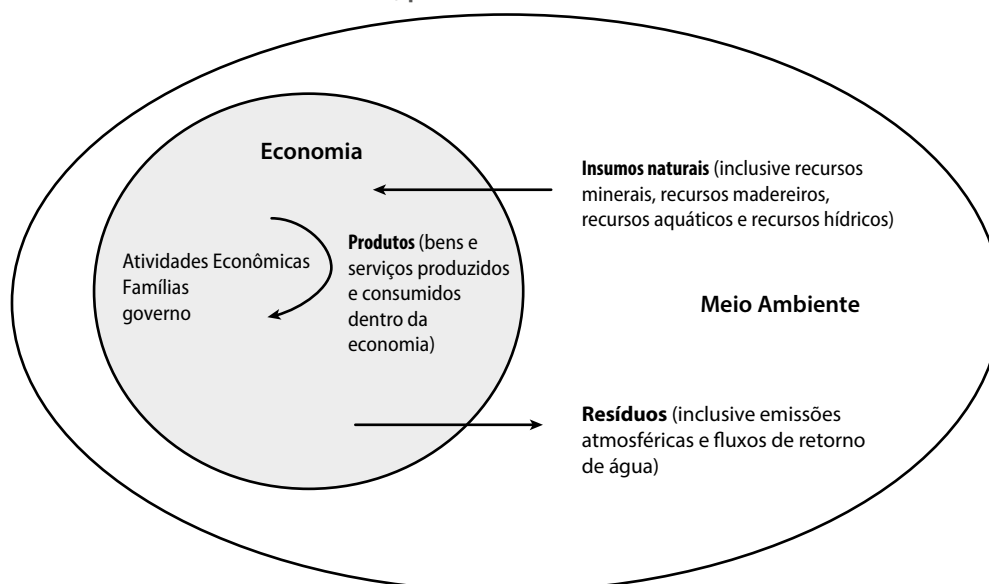 Economia
Insumos naturais (inclusive recursos
minerais, recursos madereiros,
recursos aquáticos e recursos hídricos)
Atividades Econômicas
Famílias
governo
Produtos (bens e
serviços produzidos
e consumidos
dentro da
economia)
Meio Ambiente
Resíduos (inclusive emissões
atmosféricas e fluxos de retorno
de água)